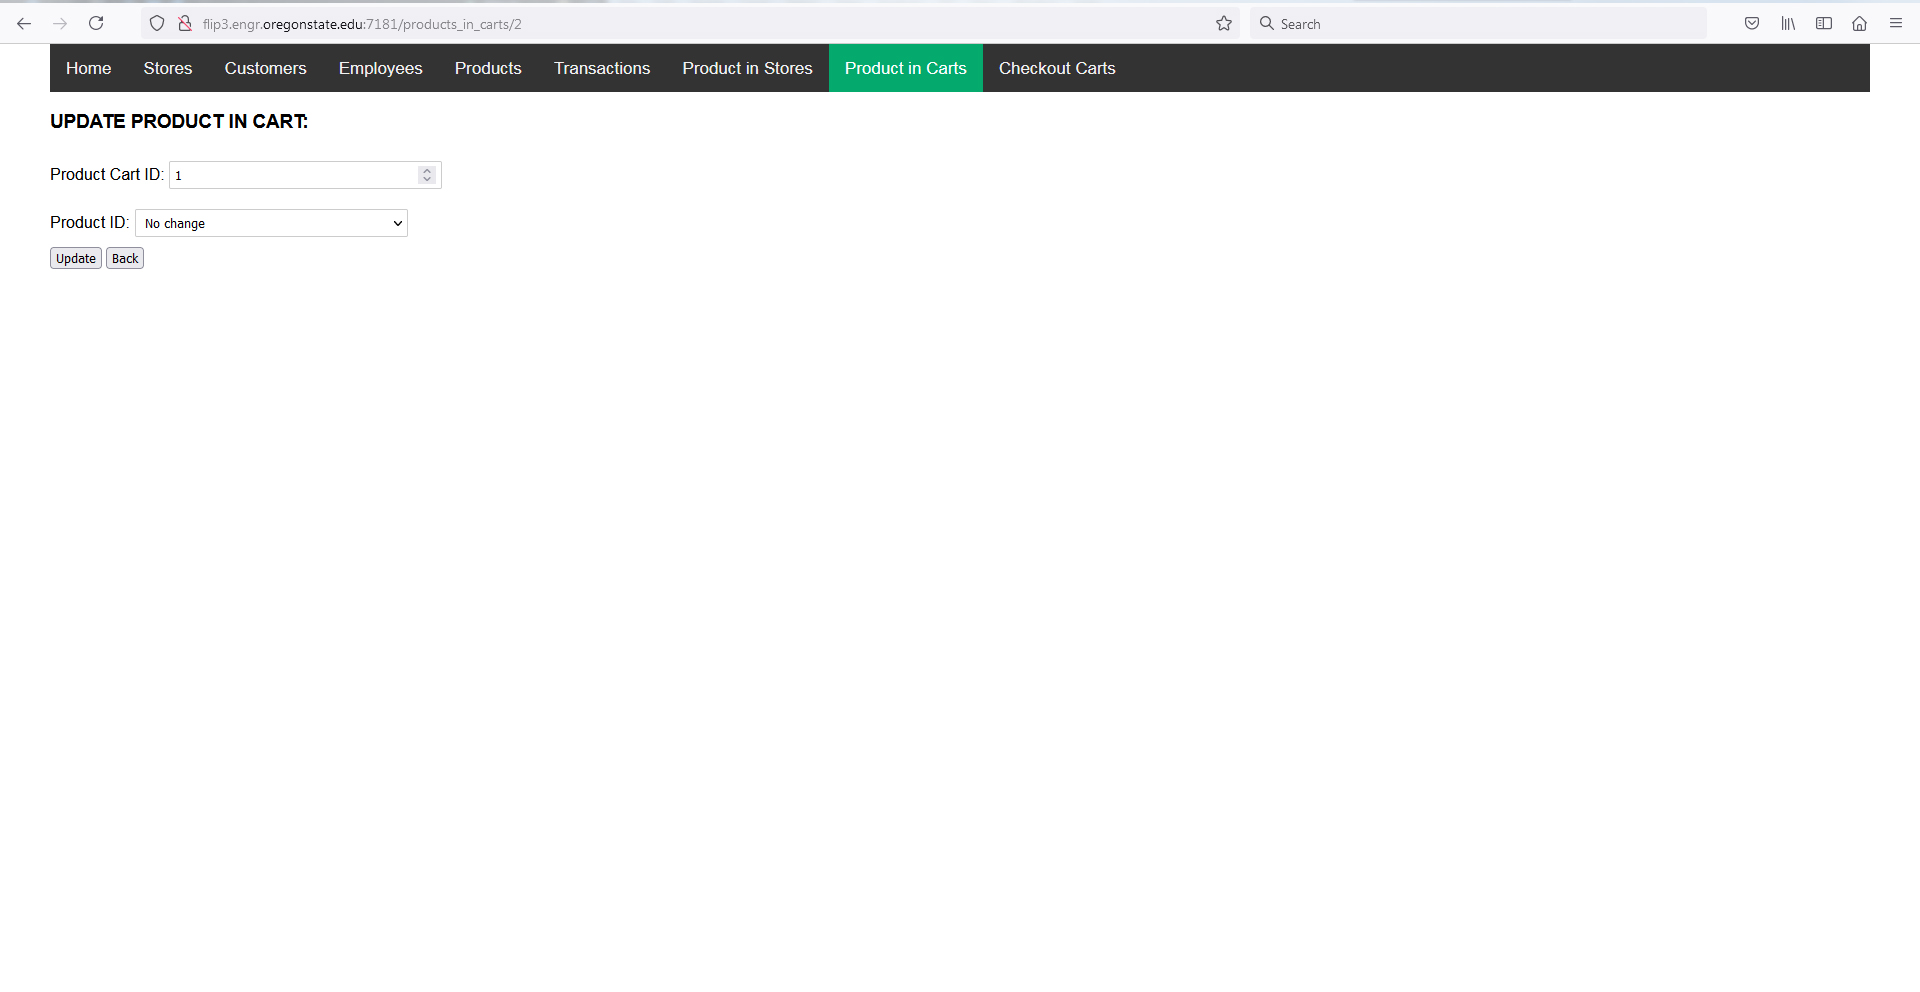 flip3.engr.oregonstate.edu:7181/products_in_carts/2 Search
Home Stores Customers Employees Products Transactions Product in Stores Product in Carts Checkout Carts
UPDATE PRODUCT IN CART:
Product Cart ID: 1
Product ID: No change
Update Back